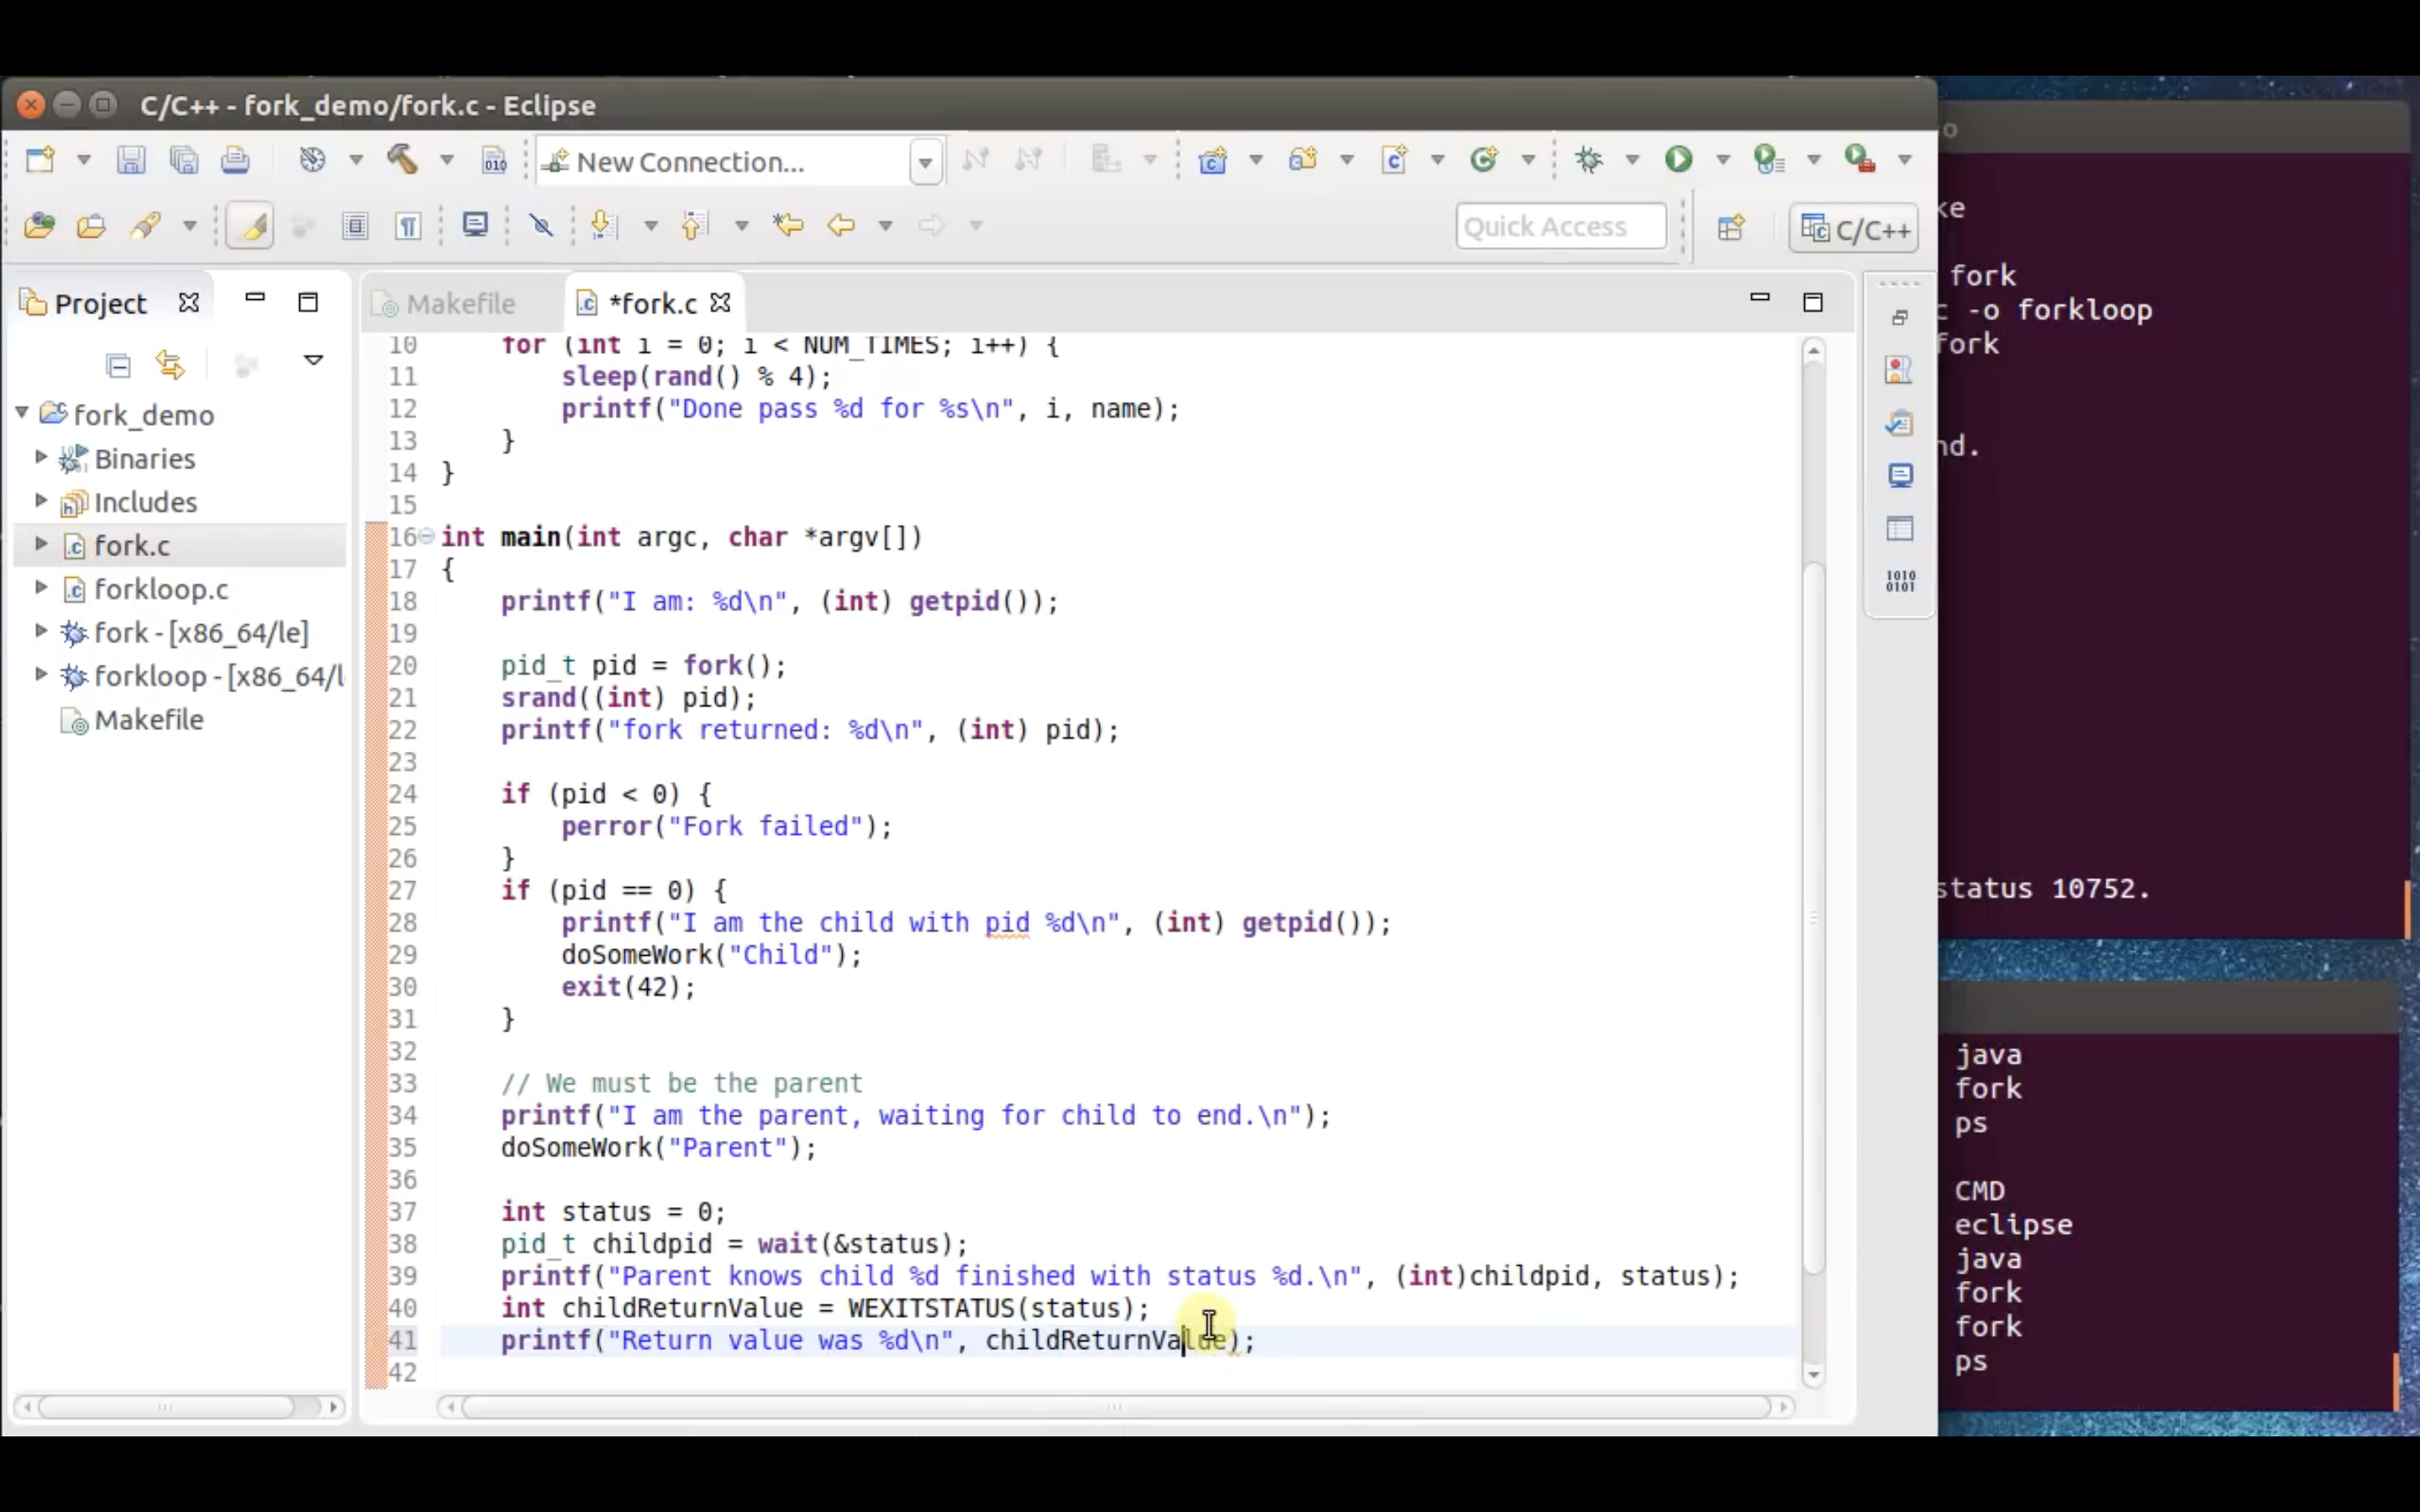 C/C++ - fork_demo/fork.c - Eclipse
New Connection...
Quick Access
C/C++
Project
Makefile
*fork.c
fork_demo
Binaries
Includes
fork.c
forkloop.c
fork - [x86_64/le]
forkloop - [x86_64/l
Makefile
10 for (int i = 0; i < NUM_TIMES; i++) {
11 sleep(rand() % 4);
12 printf("Done pass %d for %s\n", i, name);
13 }
14 }
15
16 int main(int argc, char *argv[])
17 {
18 printf("I am: %d\n", (int) getpid());
19
20 pid_t pid = fork();
21 srand((int) pid);
22 printf("fork returned: %d\n", (int) pid);
23
24 if (pid < 0) {
25 perror("Fork failed");
26 }
27 if (pid == 0) {
28 printf("I am the child with pid %d\n", (int) getpid());
29 doSomeWork("Child");
30 exit(42);
31 }
32
33 // We must be the parent
34 printf("I am the parent, waiting for child to end.\n");
35 doSomeWork("Parent");
36
37 int status = 0;
38 pid_t childpid = wait(&status);
39 printf("Parent knows child %d finished with status %d.\n", (int)childpid, status);
40 int childReturnValue = WEXITSTATUS(status);
41 printf("Return value was %d\n", childReturnValue);
42
1010
0101
o
ke
fork
c -o forkloop
fork
nd.
status 10752.
java
fork
ps
CMD
eclipse
java
fork
fork
ps